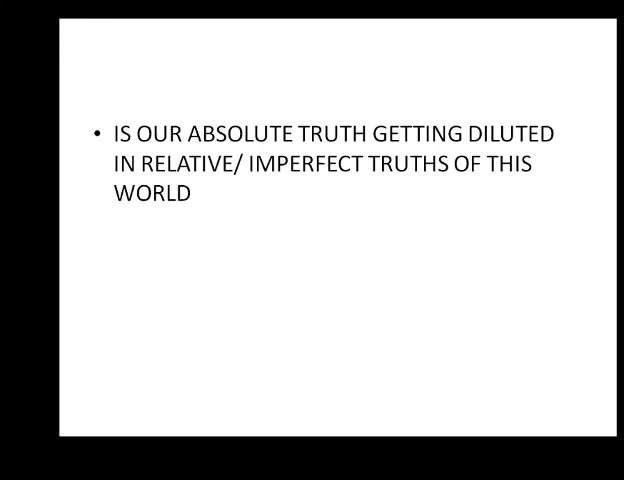 • IS OUR ABSOLUTE TRUTH GETTING DILUTED
IN RELATIVE/ IMPERFECT TRUTHS OF THIS
WORLD